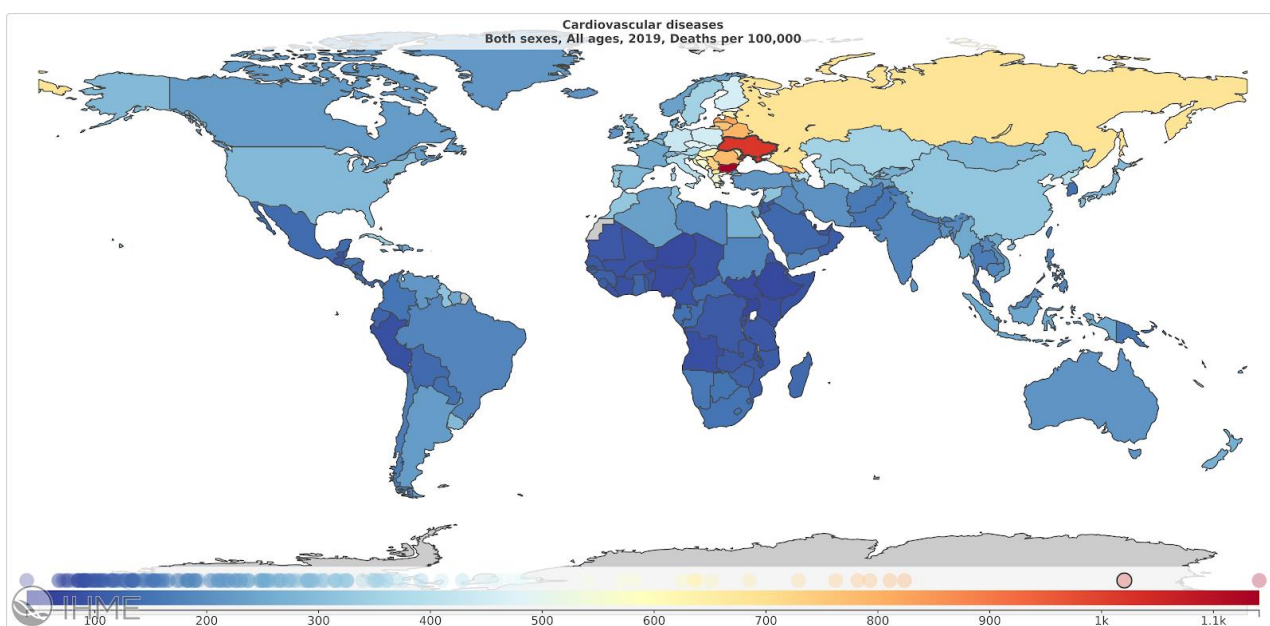 Cardiovascular diseases
Both sexes, All ages, 2019, Deaths per 100,000
IHME
100 200 300 400 500 600 700 800 900 1k 1.1k